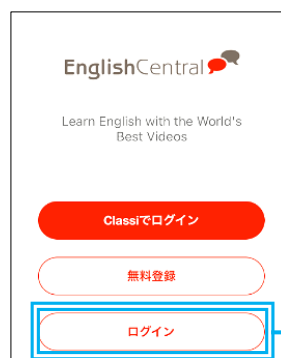 EnglishCentral
Learn English with the World's
Best Videos
Classiでログイン
無料登録
ログイン